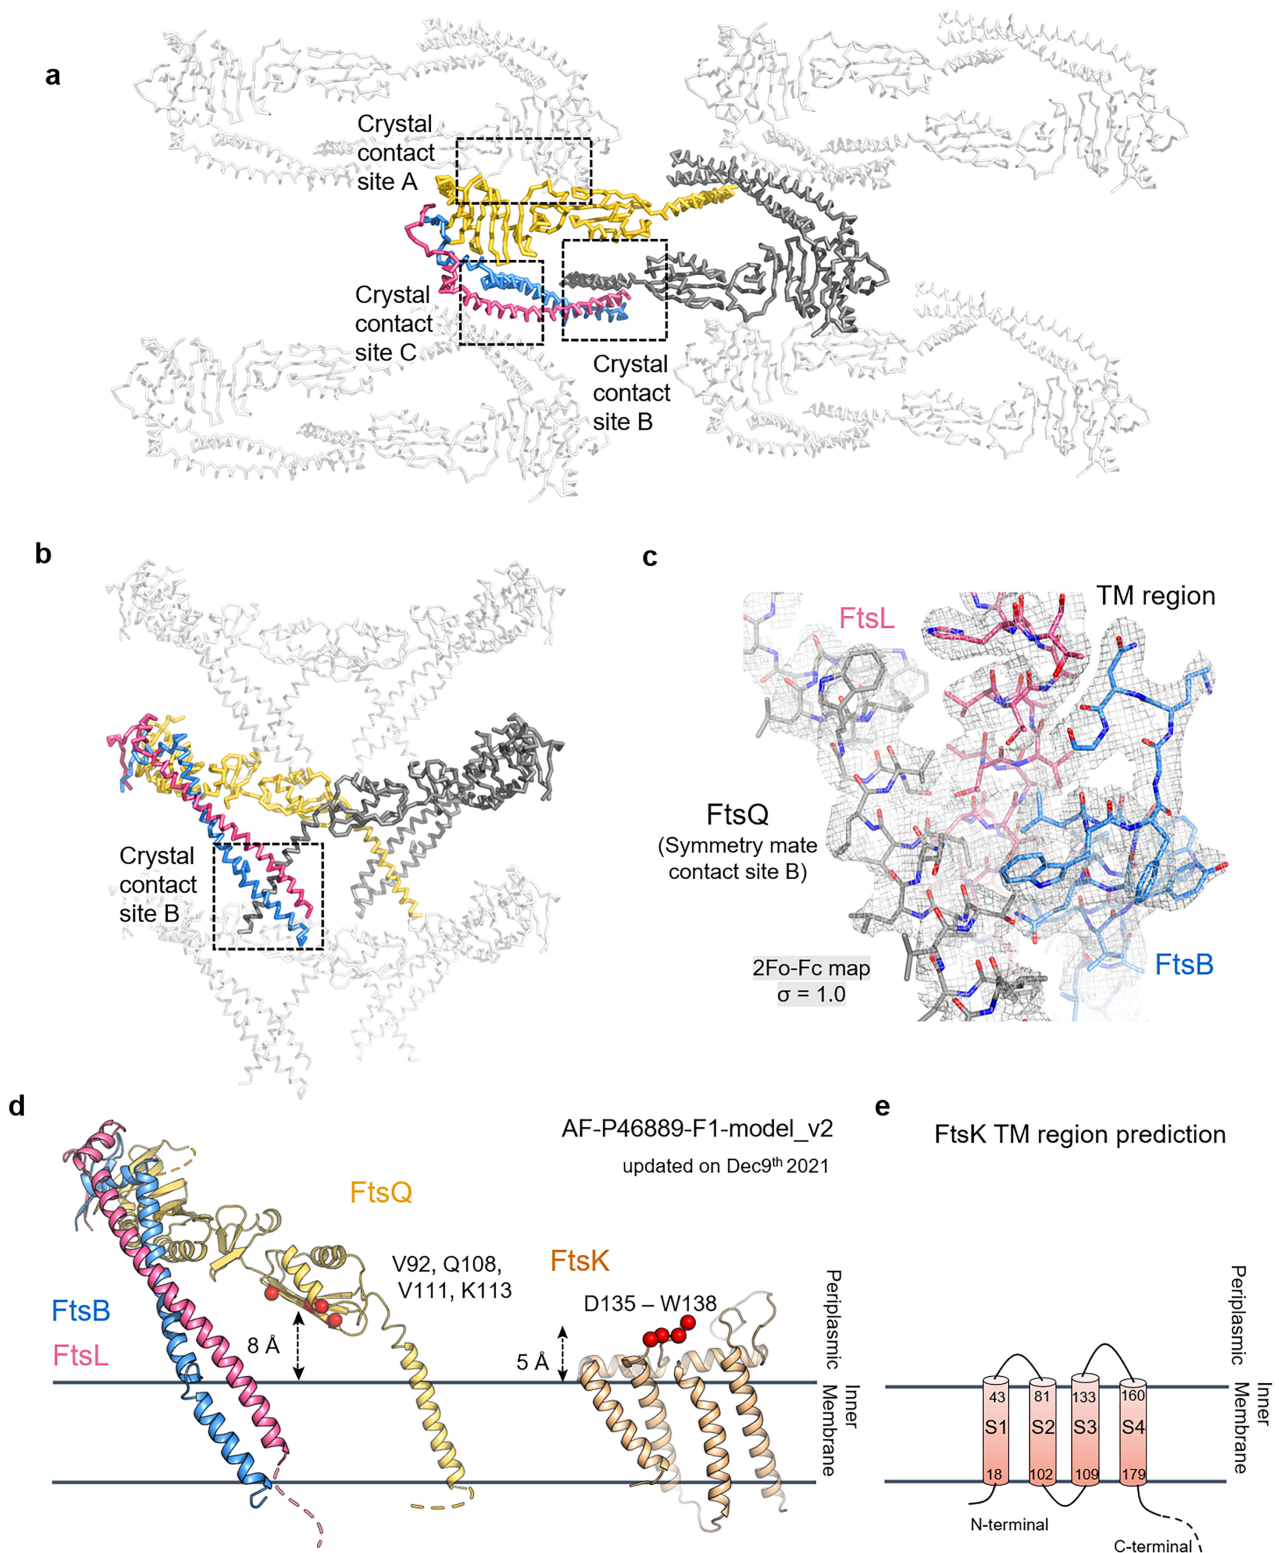 a
Crystal
contact
site A
Crystal
contact
site C
Crystal
contact
site B
b
Crystal
contact
site B
c
FtsL
TM region
FtsQ
(Symmetry mate
contact site B)
2Fo-Fc map
σ = 1.0
FtsB
d
AF-P46889-F1-model_v2
updated on Dec9th 2021
FtsQ
V92, Q108,
V111, K113
FtsK
D135 – W138
FtsB
FtsL
8 Å
5 Å
Periplasmic
Inner
Membrane
e
FtsK TM region prediction
Periplasmic
Inner
Membrane
43 81 133 160
S1 S2 S3 S4
18 102 109 179
N-terminal
C-terminal